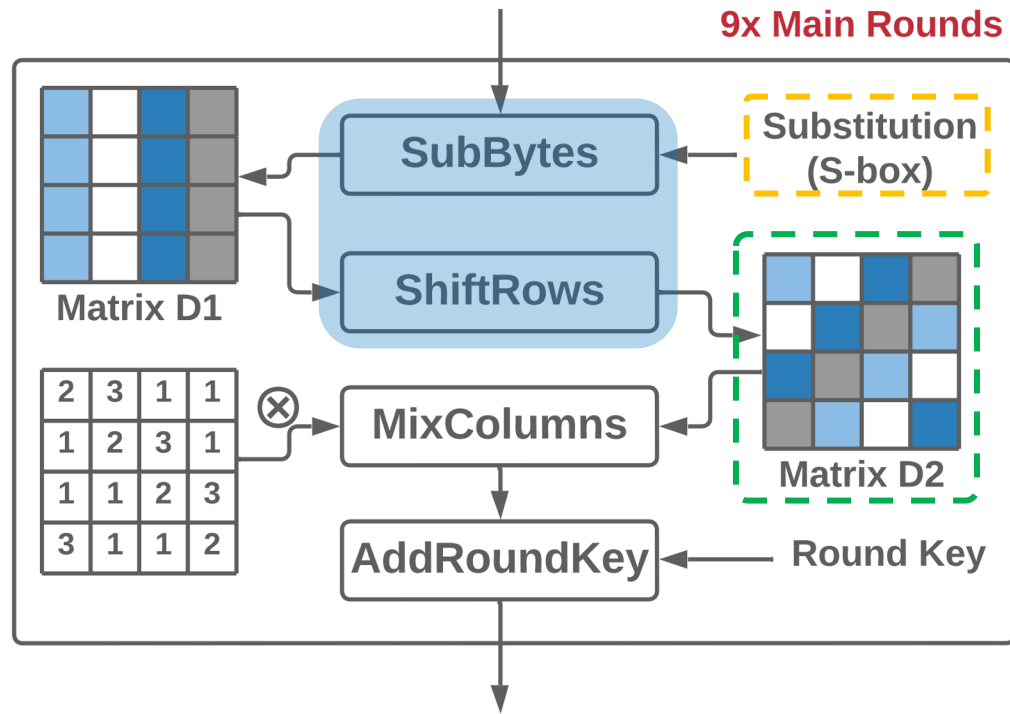 9x Main Rounds
SubBytes
Substitution
(S-box)
Matrix D1
ShiftRows
Matrix D2
2 3 1 1
1 2 3 1
1 1 2 3
3 1 1 2
MixColumns
AddRoundKey
Round Key